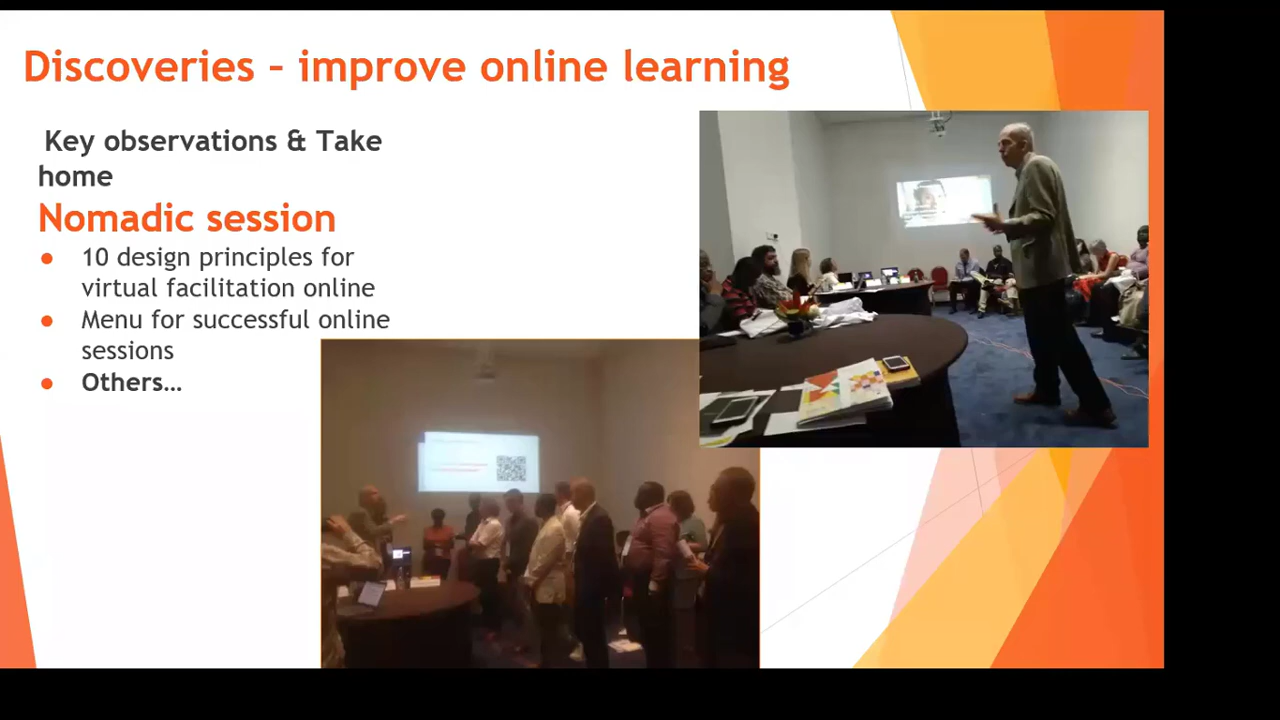 Discoveries – improve online learning
Key observations & Take
home
Nomadic session
● 10 design principles for
virtual facilitation online
● Menu for successful online
sessions
● Others…